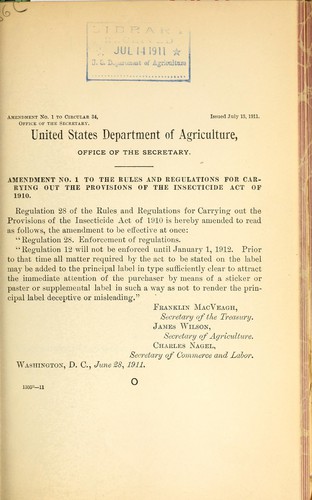 LIBRARY
JUL 14 1911 ☆
U. S. Department of Agriculture
AMENDMENT NO. 1 TO CIRCULAR 34,
OFFICE OF THE SECRETARY.
Issued July 13, 1911.
United States Department of Agriculture,
OFFICE OF THE SECRETARY.
AMENDMENT NO. 1 TO THE RULES AND REGULATIONS FOR CAR-
RYING OUT THE PROVISIONS OF THE INSECTICIDE ACT OF
1910.
Regulation 28 of the Rules and Regulations for Carrying out the
Provisions of the Insecticide Act of 1910 is hereby amended to read
as follows, the amendment to be effective at once:
"Regulation 28. Enforcement of regulations.
"Regulation 12 will not be enforced until January 1, 1912. Prior
to that time all matter required by the act to be stated on the label
may be added to the principal label in type sufficiently clear to attract
the immediate attention of the purchaser by means of a sticker or
paster or supplemental label in such a way as not to render the prin-
cipal label deceptive or misleading."
FRANKLIN MACVEAGH,
Secretary of the Treasury.
JAMES WILSON,
Secretary of Agriculture.
CHARLES NAGEL,
Secretary of Commerce and Labor.
WASHINGTON, D. C., June 28, 1911.